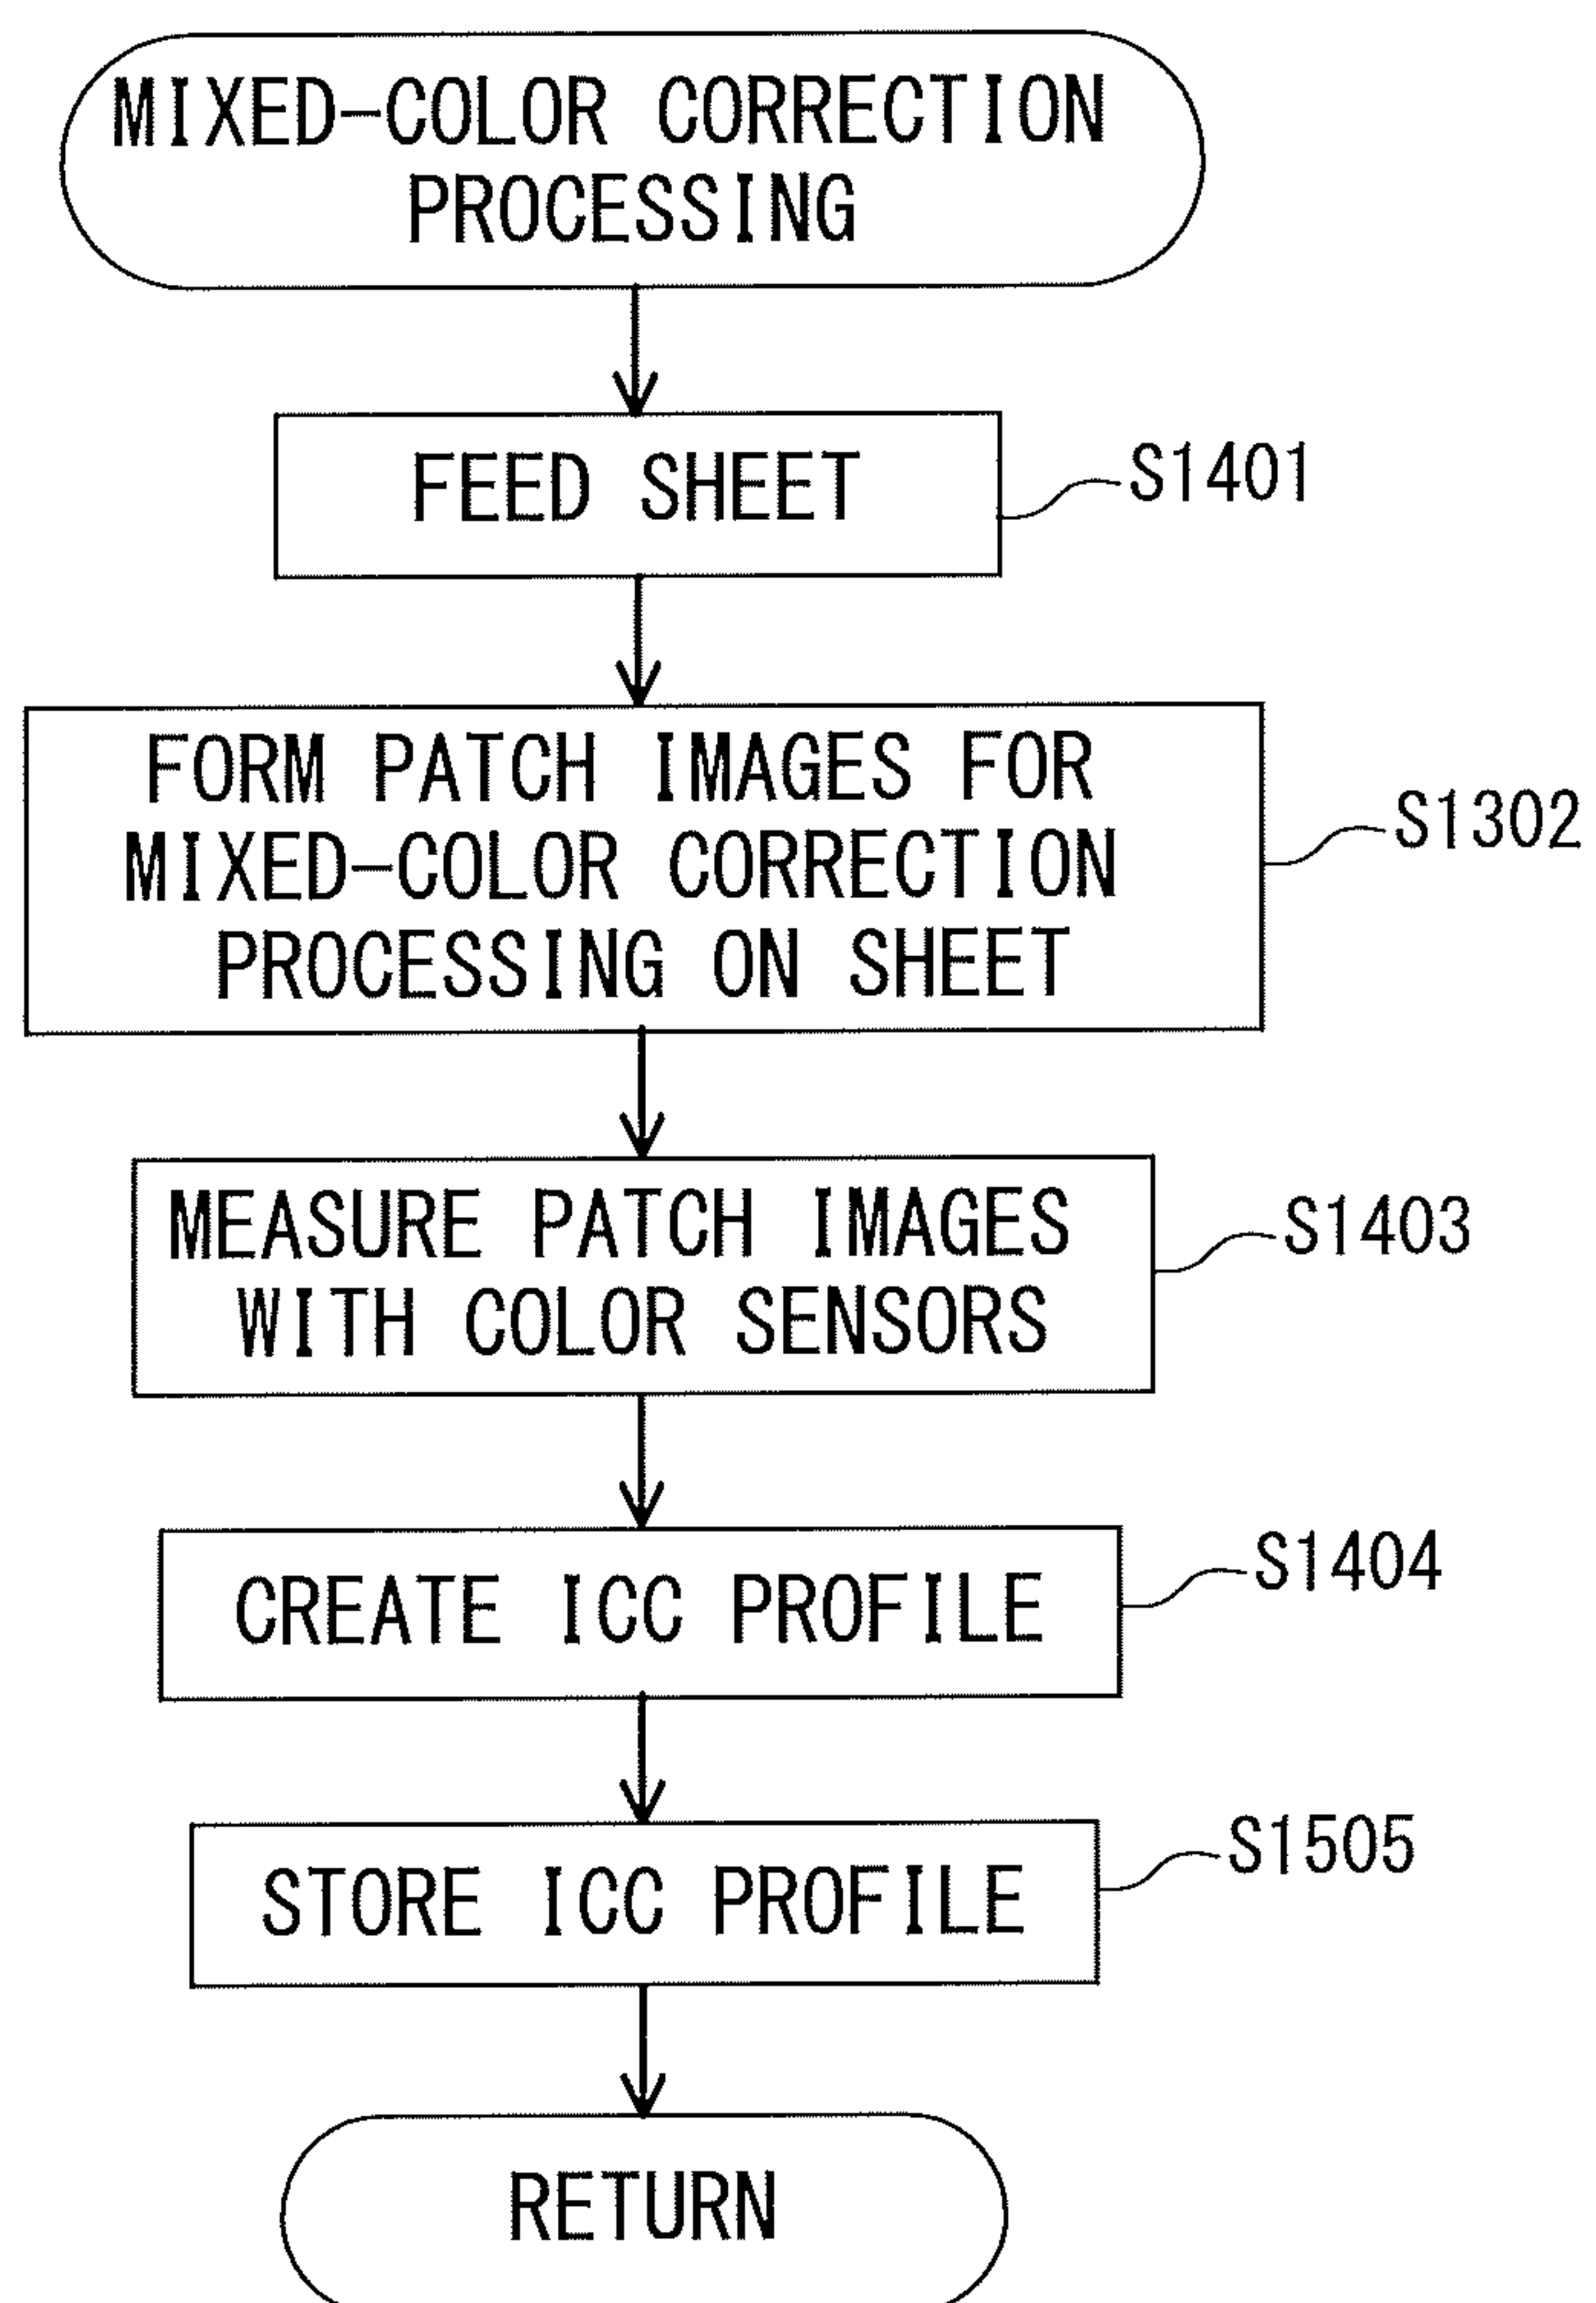 MIXED-COLOR CORRECTION
PROCESSING
FEED SHEET
S1401
FORM PATCH IMAGES FOR
MIXED-COLOR CORRECTION
PROCESSING ON SHEET
S1302
MEASURE PATCH IMAGES
WITH COLOR SENSORS
S1403
CREATE ICC PROFILE
S1404
STORE ICC PROFILE
S1505
RETURN